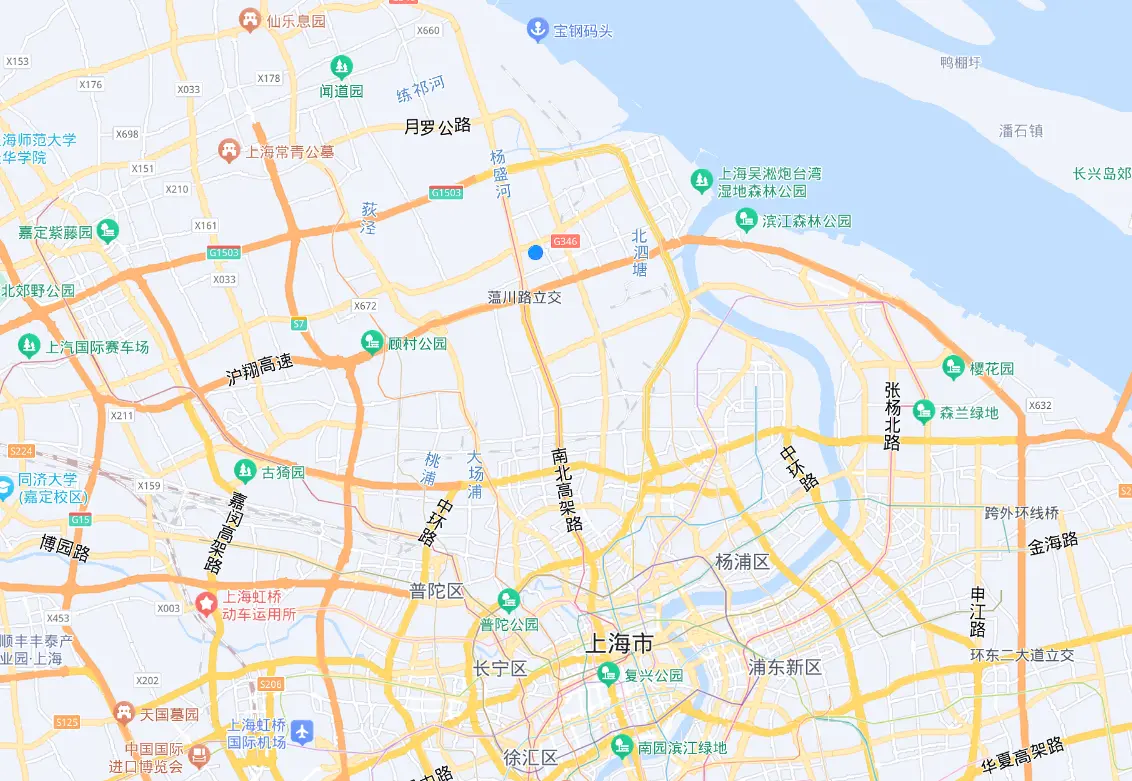 仙乐息园
X660
宝钢码头
X153
X176
X033
X178
闻道园
练祁河
鸭棚圩
月罗公路
潘石镇
海师范大学
华学院
X698
上海常青公墓
X151
杨盛河
长兴岛郊
上海吴淞炮台湾
湿地森林公园
X210
G1503
荻泾
滨江森林公园
嘉定紫藤园
X161
G1503
G346
北泗塘
X033
北郊野公园
蕰川路立交
X672
S7
顾村公园
上汽国际赛车场
沪翔高速
樱花园
张杨北路
森兰绿地
X632
X211
S224
桃浦
大场浦
南北高架路
中环路
古猗园
同济大学
(嘉定校区)
X159
嘉闵高架路
中环路
G15
跨外环线桥
金海路
博园路
杨浦区
普陀区
上海虹桥
动车运用所
X003
普陀公园
申江路
X453
顺丰丰泰产
业园·上海
上海市
环东二大道立交
长宁区
浦东新区
复兴公园
X202
S206
天国墓园
S125
上海虹桥
国际机场
中国国际
进口博览会
徐汇区
南园滨江绿地
华夏高架路